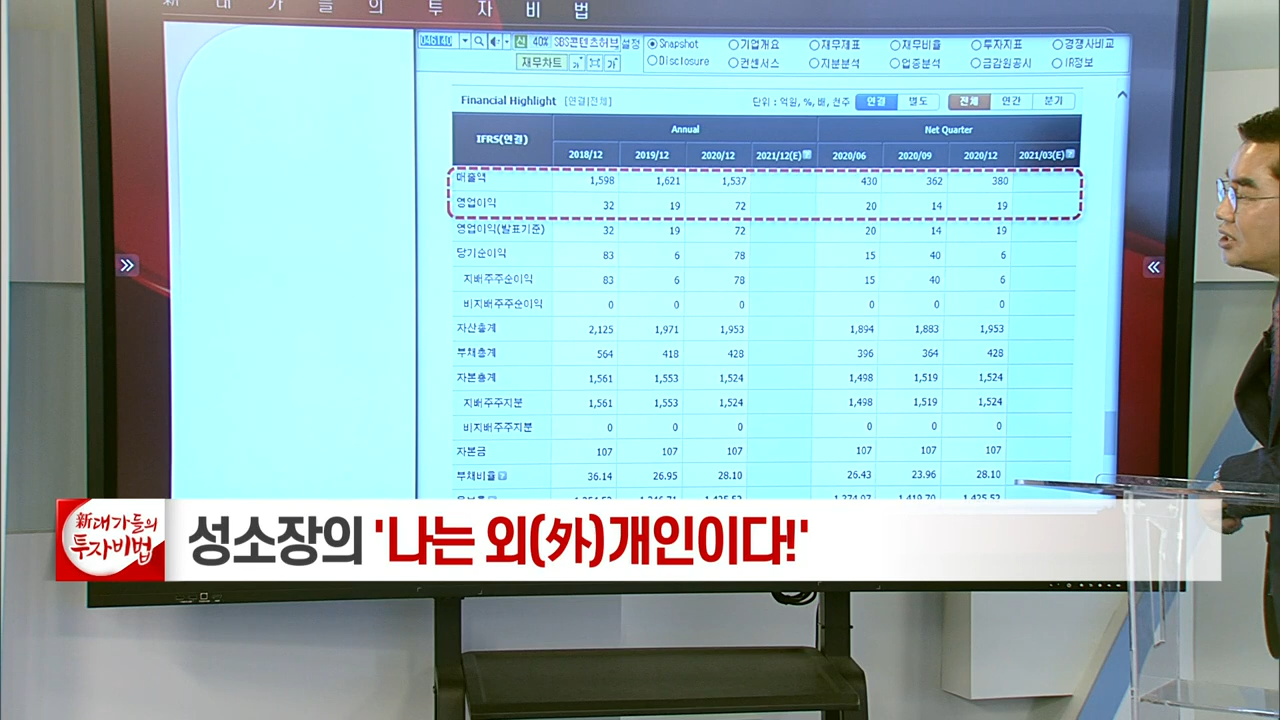 新 대 가 들 의 투 자 비 법
046140 신 40% SBS콘텐츠허브 설정 Snapshot 기업개요 재무제표 재무비율 투자지표 경쟁사비교
재무차트 가 가 Disclosure 컨센서스 지분분석 업종분석 금감원공시 IR정보
Financial Highlight [연결|전체] 단위 : 억원, %, 배, 천주 연결 별도 전체 연간 분기
IFRS(연결) Annual Net Quarter
2018/12 2019/12 2020/12 2021/12(E) 2020/06 2020/09 2020/12 2021/03(E)
매출액 1,598 1,621 1,537 430 362 380
영업이익 32 19 72 20 14 19
영업이익(발표기준) 32 19 72 20 14 19
당기순이익 83 6 78 15 40 6
지배주주순이익 83 6 78 15 40 6
비지배주주순이익 0 0 0 0 0 0
자산총계 2,125 1,971 1,953 1,894 1,883 1,953
부채총계 564 418 428 396 364 428
자본총계 1,561 1,553 1,524 1,498 1,519 1,524
지배주주지분 1,561 1,553 1,524 1,498 1,519 1,524
비지배주주지분 0 0 0 0 0 0
자본금 107 107 107 107 107 107
부채비율 36.14 26.95 28.10 26.43 23.96 28.10
新대가들의
투자비법
성소장의 '나는 외(外)개인이다!'